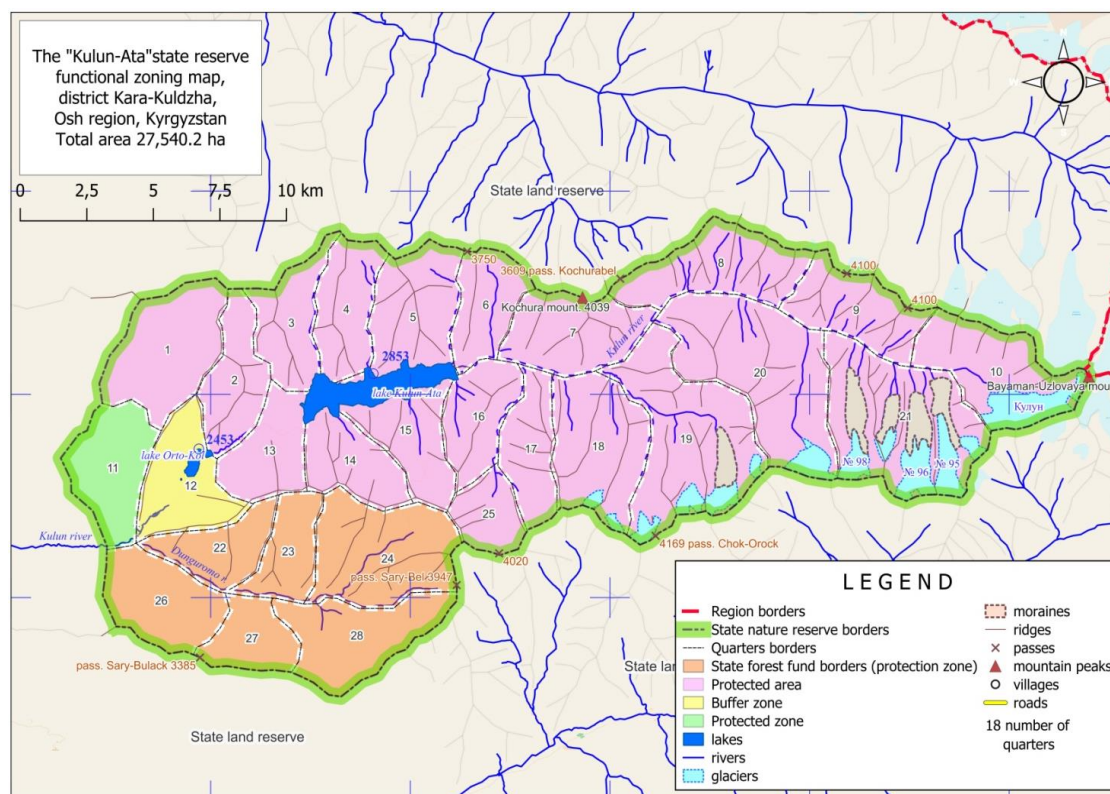 The "Kulun-Ata"state reserve
functional zoning map,
district Kara-Kuldzha,
Osh region, Kyrgyzstan
Total area 27,540.2 ha
0 2,5 5 7,5 10 km
N
W
E
S
State land reserve
3750
3609 pass. Kochurabel
Kochura mount. 4039
4100
4100
8
9
4
5
6
7
3
1
2
2853
lake Kulun-Ata
Kulun river
20
10
Bayaman-Uzlovaya mou
Кулун
21
№ 98
№ 96
№ 95
16
15
17
18
19
13
14
2453
lake Orto-Kol
11
12
25
4020
4169 pass. Chok-Orock
Kulun river
22
23
24
Dunguromo r.
pass. Sary-Bel 3947
26
27
28
pass. Sary-Bulack 3385
State land reserve
State l
LEGEND
Region borders
State nature reserve borders
Quarters borders
State forest fund borders (protection zone)
Protected area
Buffer zone
Protected zone
lakes
rivers
glaciers
moraines
ridges
passes
mountain peaks
villages
roads
18 number of
quarters